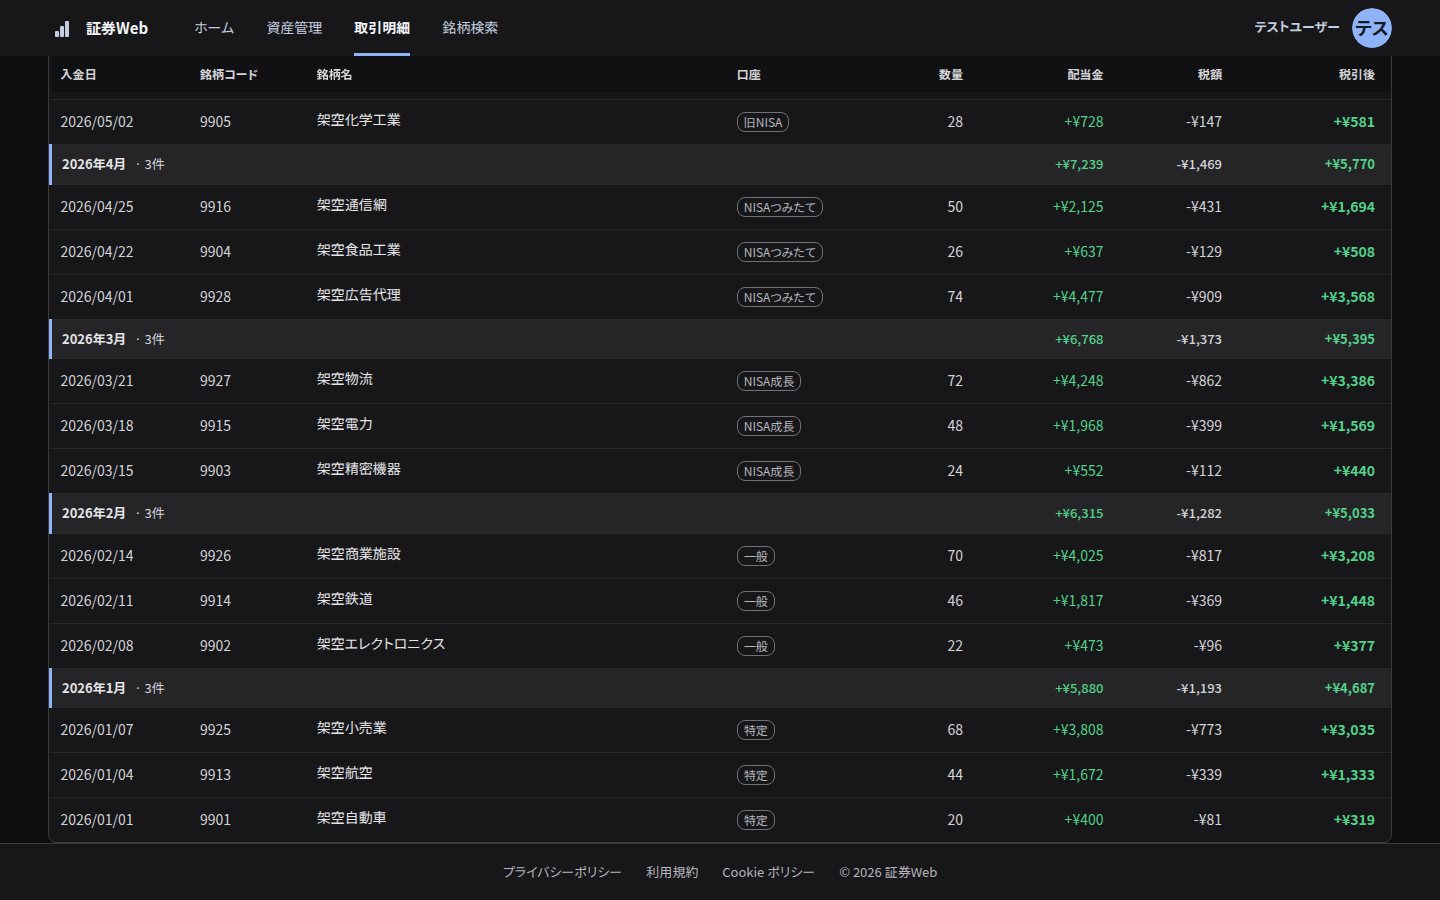 証券Web ホーム 資産管理 取引明細 銘柄検索 テストユーザー テス
入金日 銘柄コード 銘柄名 口座 数量 配当金 税額 税引後
2026/05/02 9905 架空化学工業 旧NISA 28 +¥728 -¥147 +¥581
2026年4月 · 3件 +¥7,239 -¥1,469 +¥5,770
2026/04/25 9916 架空通信網 NISAつみたて 50 +¥2,125 -¥431 +¥1,694
2026/04/22 9904 架空食品工業 NISAつみたて 26 +¥637 -¥129 +¥508
2026/04/01 9928 架空広告代理 NISAつみたて 74 +¥4,477 -¥909 +¥3,568
2026年3月 · 3件 +¥6,768 -¥1,373 +¥5,395
2026/03/21 9927 架空物流 NISA成長 72 +¥4,248 -¥862 +¥3,386
2026/03/18 9915 架空電力 NISA成長 48 +¥1,968 -¥399 +¥1,569
2026/03/15 9903 架空精密機器 NISA成長 24 +¥552 -¥112 +¥440
2026年2月 · 3件 +¥6,315 -¥1,282 +¥5,033
2026/02/14 9926 架空商業施設 一般 70 +¥4,025 -¥817 +¥3,208
2026/02/11 9914 架空鉄道 一般 46 +¥1,817 -¥369 +¥1,448
2026/02/08 9902 架空エレクトロニクス 一般 22 +¥473 -¥96 +¥377
2026年1月 · 3件 +¥5,880 -¥1,193 +¥4,687
2026/01/07 9925 架空小売業 特定 68 +¥3,808 -¥773 +¥3,035
2026/01/04 9913 架空航空 特定 44 +¥1,672 -¥339 +¥1,333
2026/01/01 9901 架空自動車 特定 20 +¥400 -¥81 +¥319
プライバシーポリシー 利用規約 Cookie ポリシー © 2026 証券Web